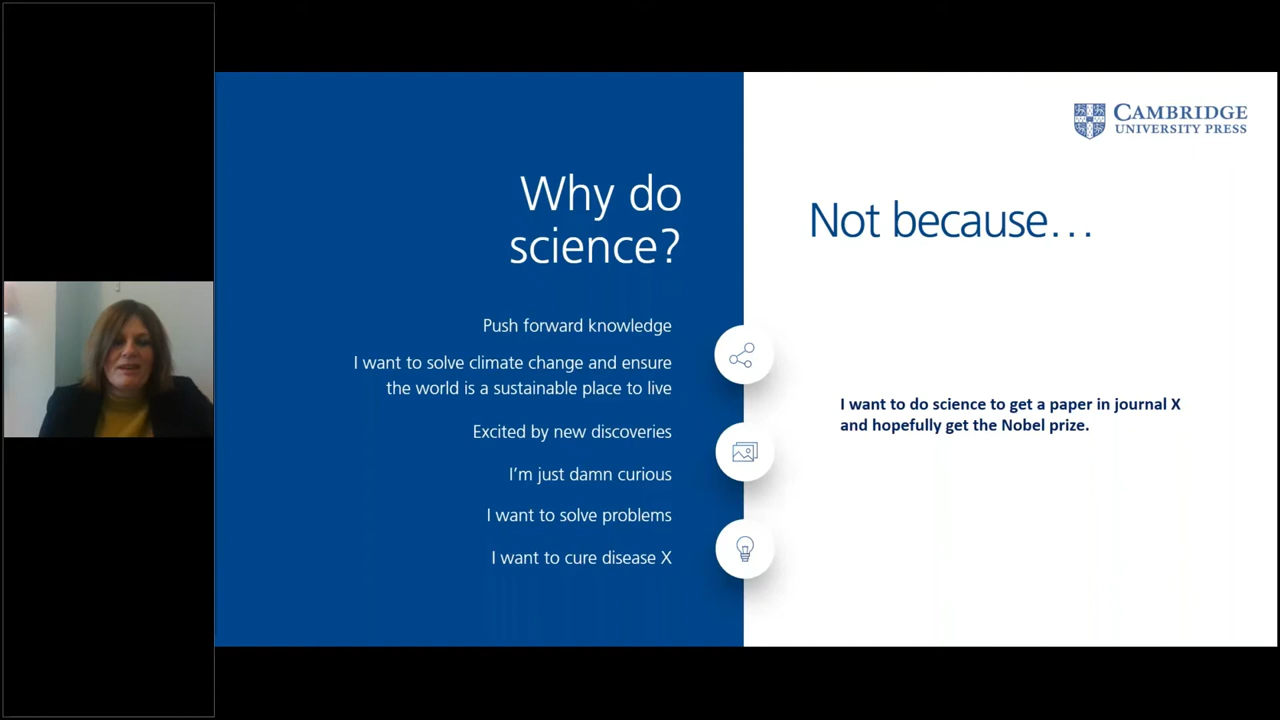 Why do
science?
Push forward knowledge
I want to solve climate change and ensure
the world is a sustainable place to live
Excited by new discoveries
I’m just damn curious
I want to solve problems
I want to cure disease X
CAMBRIDGE
UNIVERSITY PRESS
Not because…
I want to do science to get a paper in journal X
and hopefully get the Nobel prize.